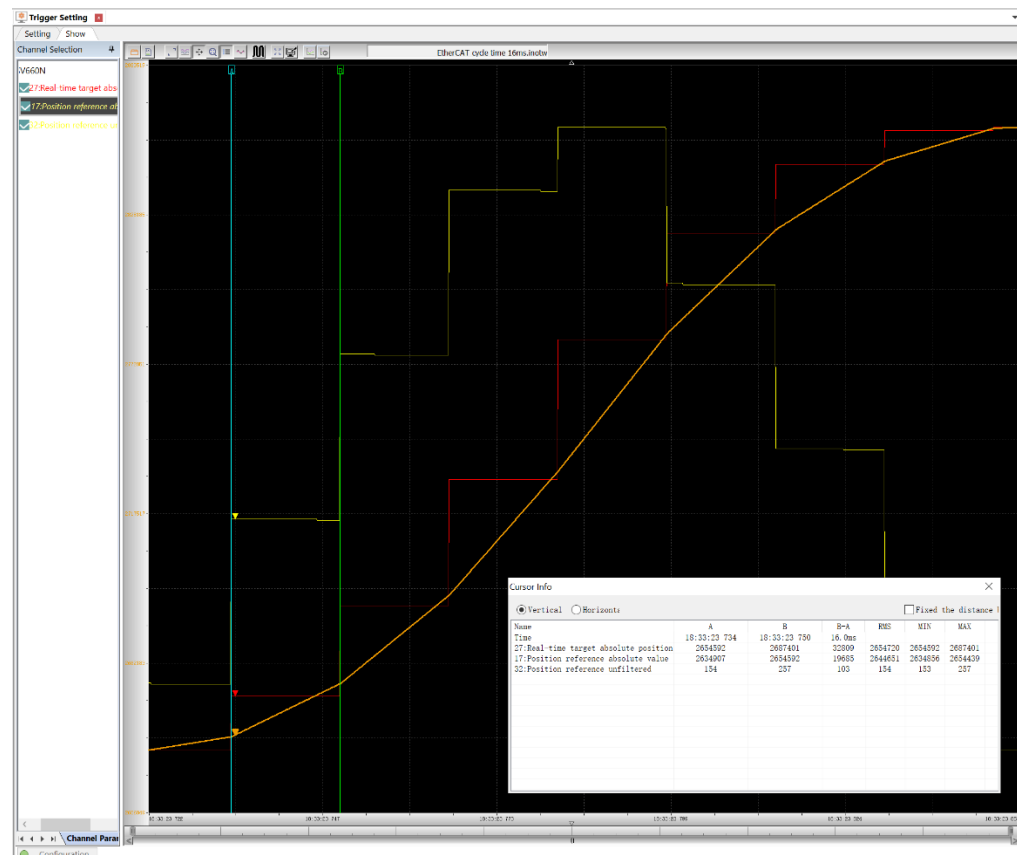 Trigger Setting
Setting Show
Channel Selection
EtherCAT cyde time 16ms.inotw
SV660N
27:Real-time target abs
17:Position reference ab
Cursor Info
Vertical Horizonta
Fixed the distance
Name A B B-A RMS MIN MAX
Time 18:33:23 734 18:33:23 750 16.0ms
27:Real-time target absolute position 2654592 2687401 32809 2654720 2654592 2687401
17:Position reference absolute value 2634907 2654592 19685 2644651 2634856 2654439
32:Position reference unfiltered 154 257 103 154 153 257
Channel Parar
Configuration